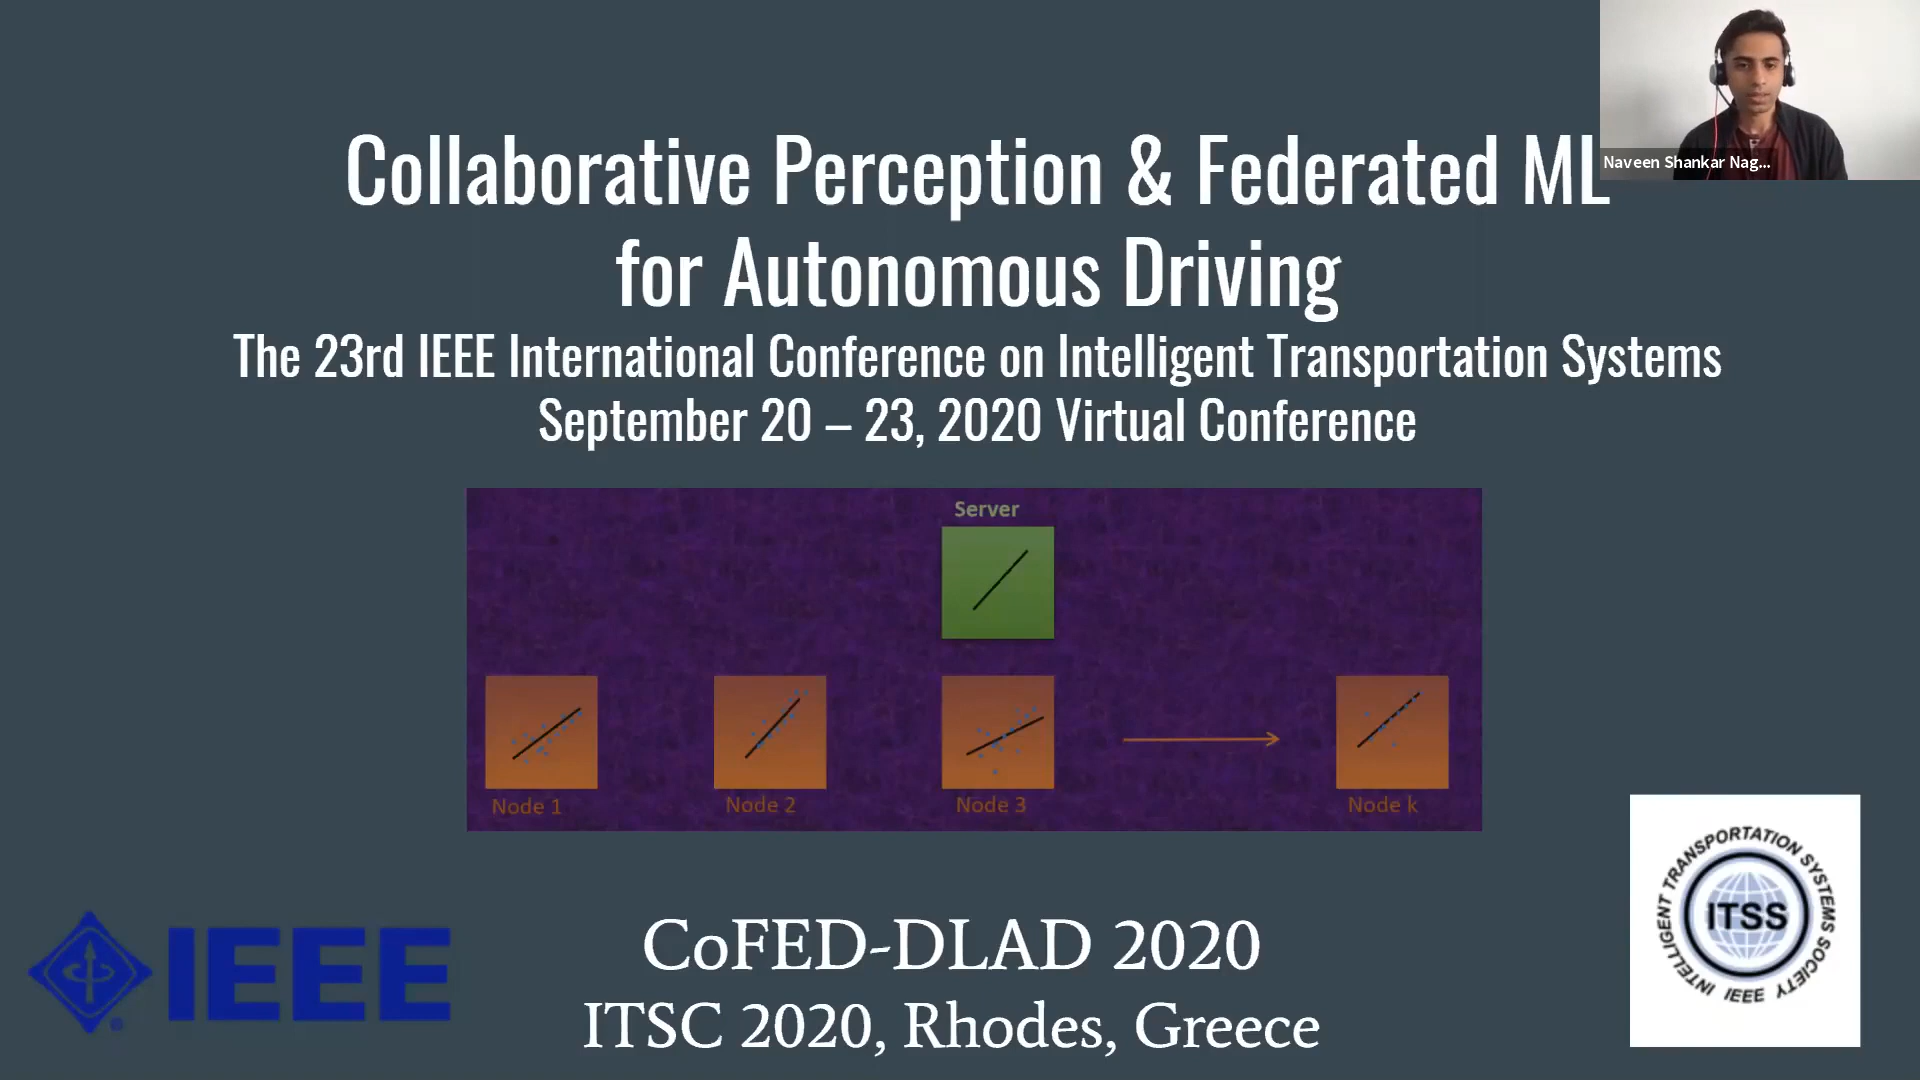 Collaborative Perception & Federated ML
Naveen Shankar Nag...
for Autonomous Driving
The 23rd IEEE International Conference on Intelligent Transportation Systems
September 20 – 23, 2020 Virtual Conference
Server
Node 1
Node 2
Node 3
Node k
IEEE
®
CoFED-DLAD 2020
ITSC 2020, Rhodes, Greece
INTELLIGENT TRANSPORTATION SYSTEMS SOCIETY
ITSS
IEEE